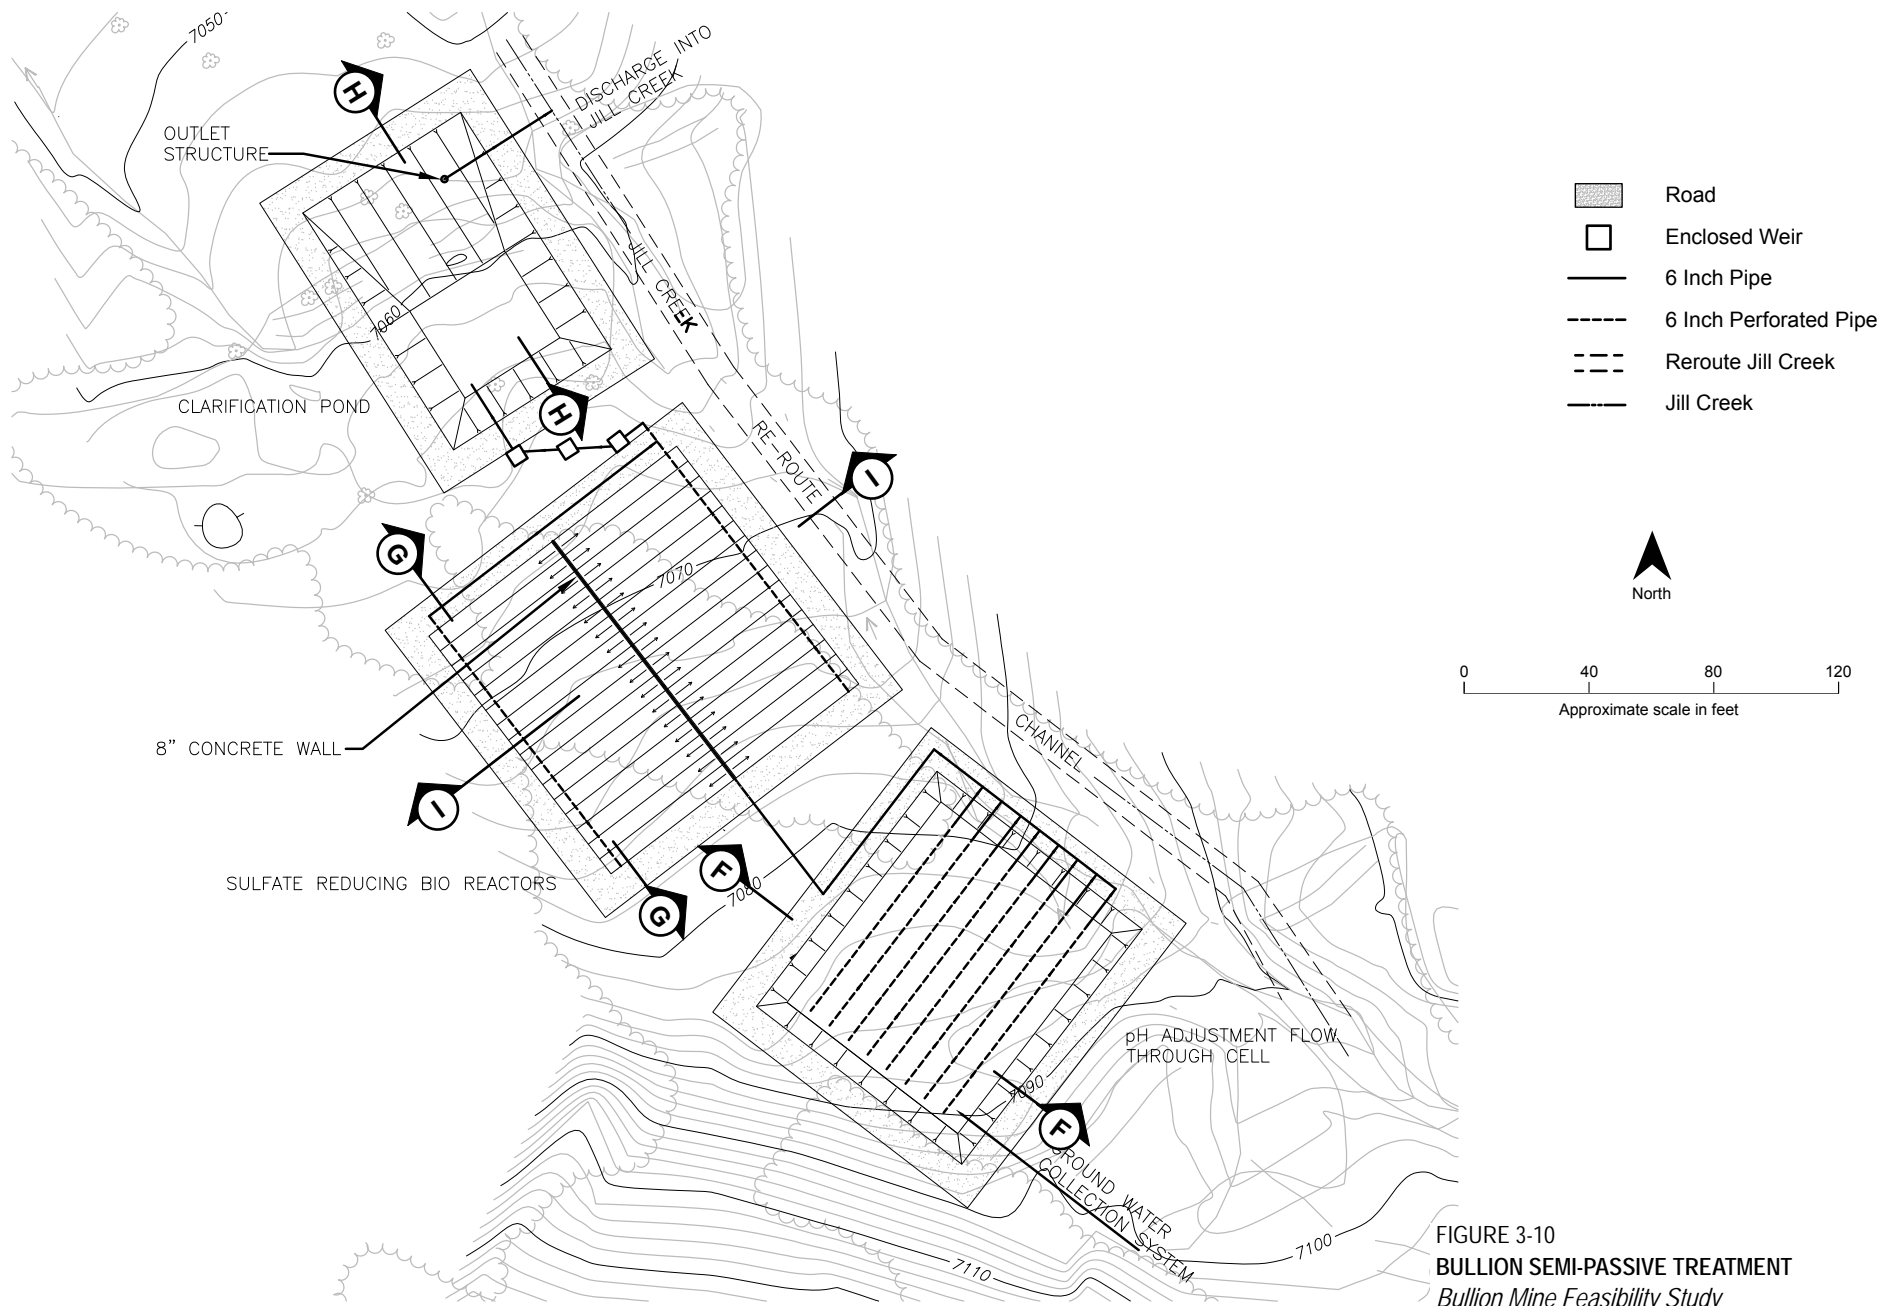 7050
DISCHARGE INTO
JILL CREEK
H
OUTLET
STRUCTURE
JILL CREEK
7060
CLARIFICATION POND
H
RE-ROUTE
I
G
7070
8” CONCRETE WALL
I
SULFATE REDUCING BIO REACTORS
G
F
7080
CHANNEL
pH ADJUSTMENT FLOW
THROUGH CELL
7090
F
GROUND WATER
COLLECTION SYSTEM
7100
7110
Road
Enclosed Weir
6 Inch Pipe
6 Inch Perforated Pipe
Reroute Jill Creek
Jill Creek
North
0 40 80 120
Approximate scale in feet
FIGURE 3-10
BULLION SEMI-PASSIVE TREATMENT
Bullion Mine Feasibility Study